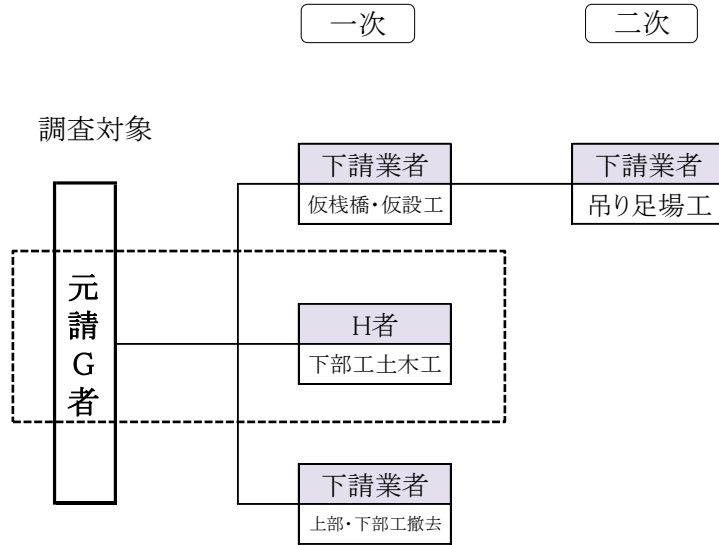 一次
二次
調査対象
下請業者
仮桟橋・仮設工
下請業者
吊り足場工
元請G者
H者
下部工土木工
下請業者
上部・下部工撤去